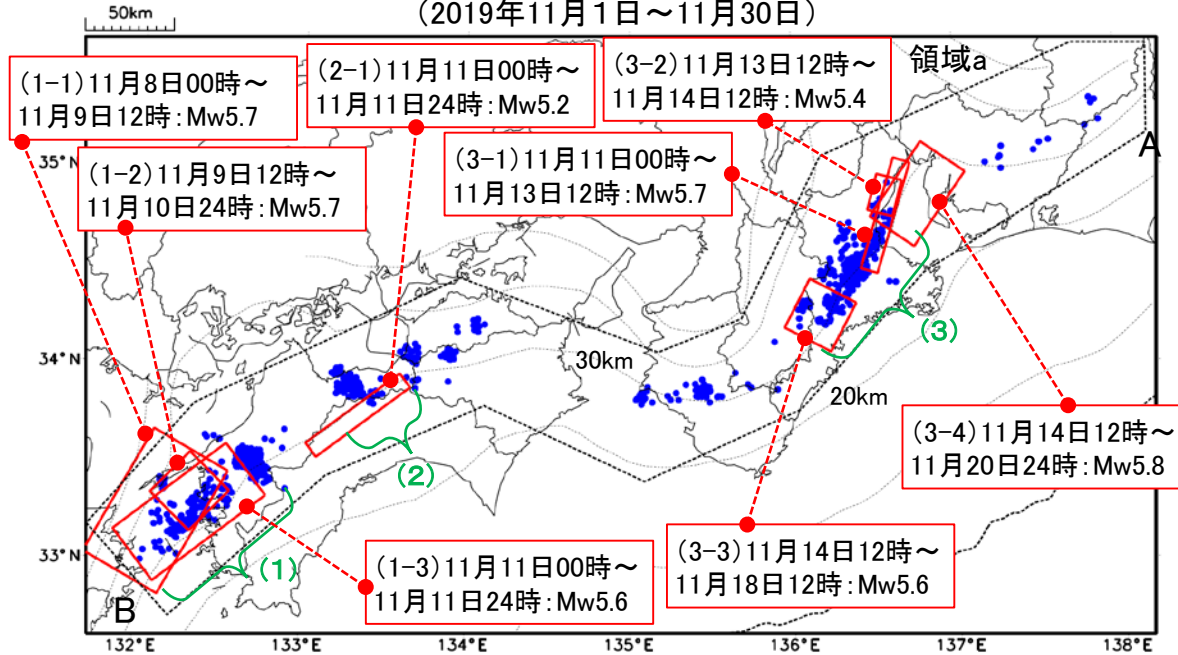 (2019年11月1日～11月30日)
50km
領域a
(1-1)11月8日00時～
11月9日12時:Mw5.7
(2-1)11月11日00時～
11月11日24時:Mw5.2
(3-2)11月13日12時～
11月14日12時:Mw5.4
(1-2)11月9日12時～
11月10日24時:Mw5.7
(3-1)11月11日00時～
11月13日12時:Mw5.7
A
35°N
34°N
33°N
30km
20km
(3)
(2)
(1)
(3-4)11月14日12時～
11月20日24時:Mw5.8
(3-3)11月14日12時～
11月18日12時:Mw5.6
(1-3)11月11日00時～
11月11日24時:Mw5.6
B
132°E
133°E
134°E
135°E
136°E
137°E
138°E